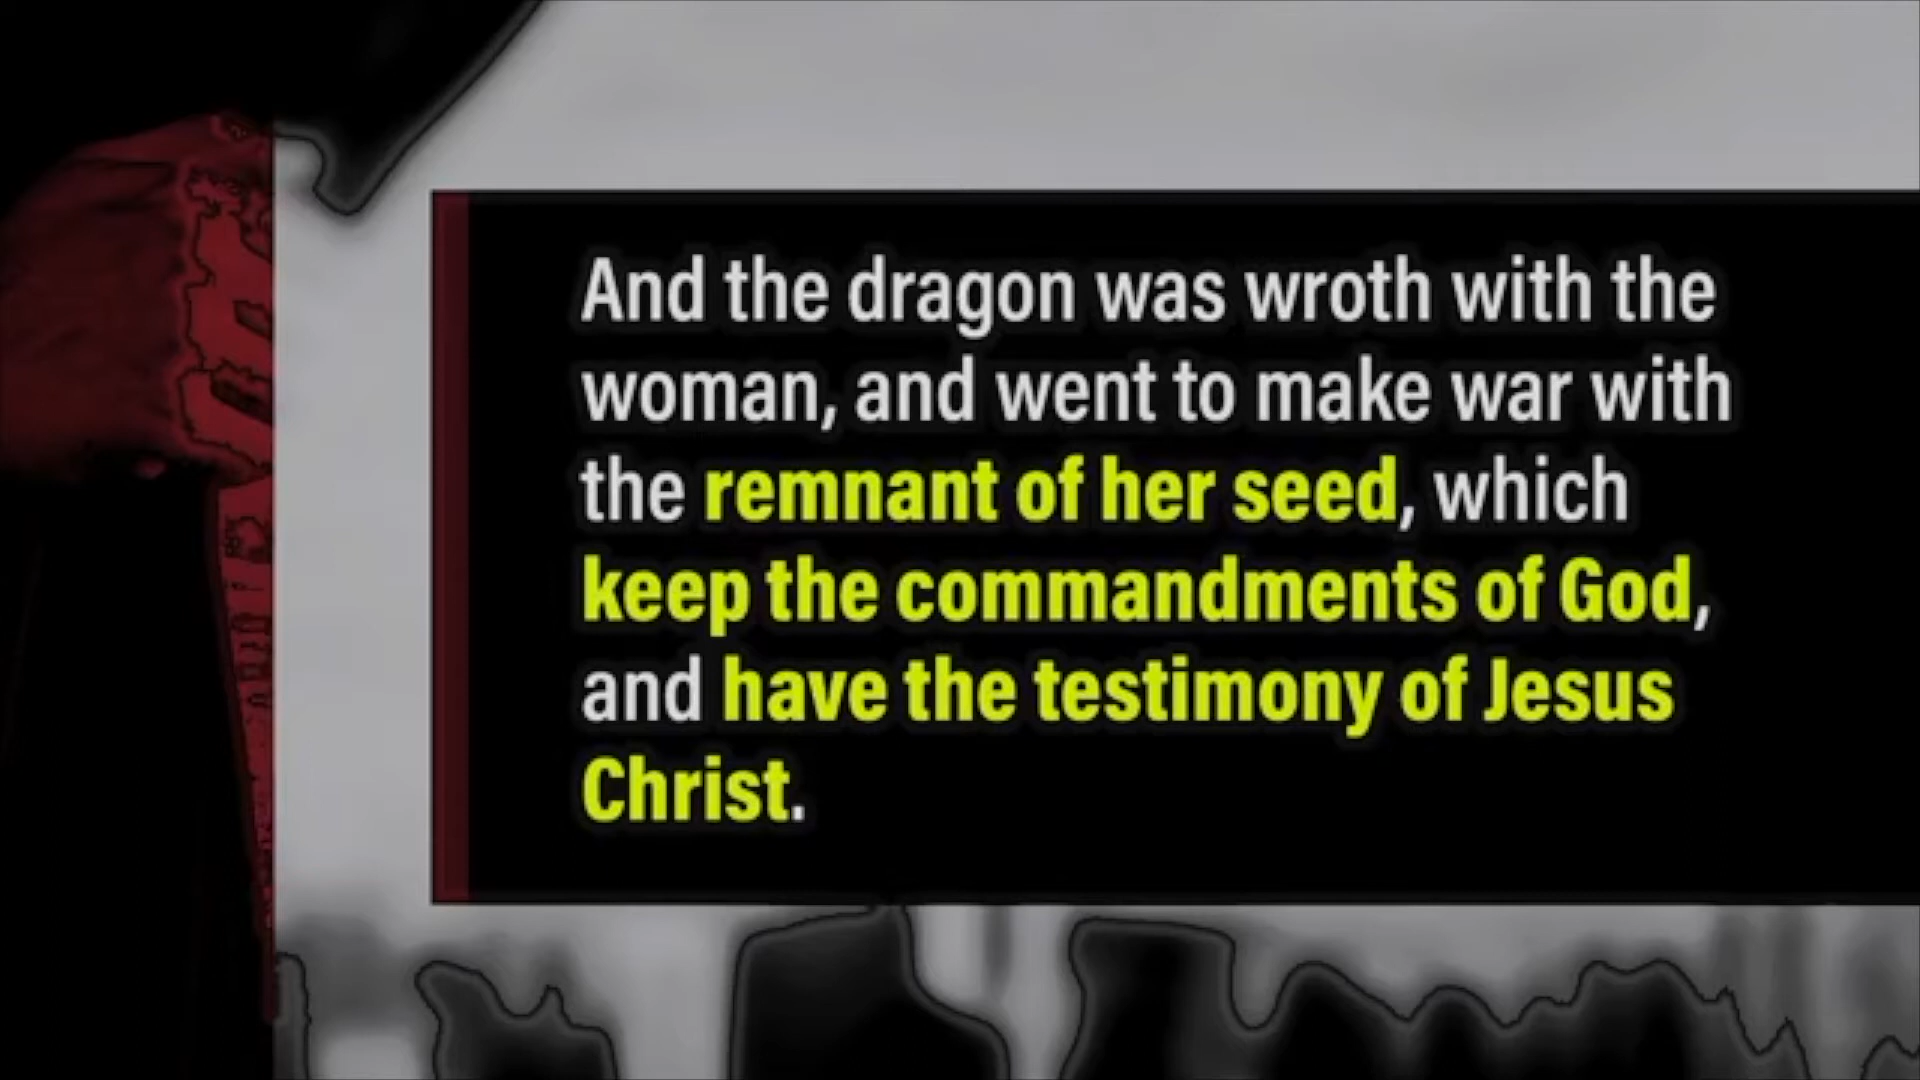 And the dragon was wroth with the
woman, and went to make war with
the remnant of her seed, which
keep the commandments of God,
and have the testimony of Jesus
Christ.